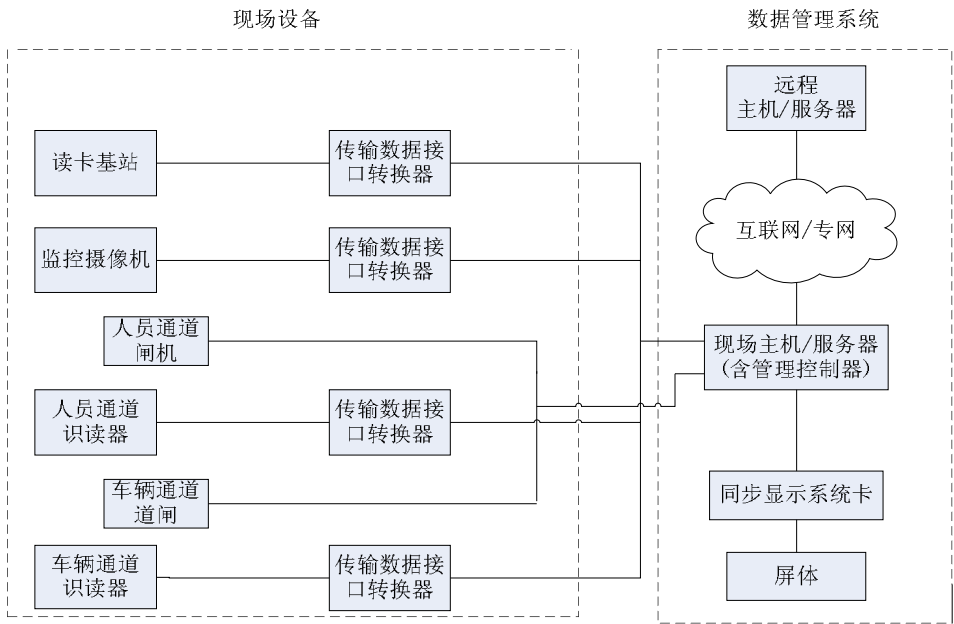 现场设备
数据管理系统
远程
主机/服务器
读卡基站
传输数据接
口转换器
互联网/专网
监控摄像机
传输数据接
口转换器
人员通道
闸机
现场主机/服务器
(含管理控制器)
人员通道
识读器
传输数据接
口转换器
车辆通道
道闸
同步显示系统卡
车辆通道
识读器
传输数据接
口转换器
屏体